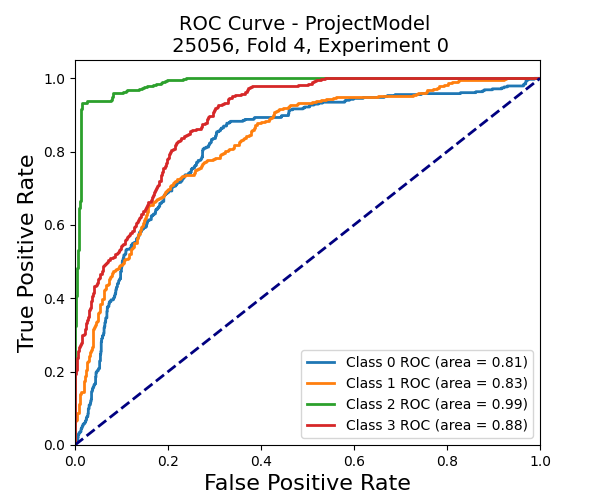 ROC Curve - ProjectModel
25056, Fold 4, Experiment 0
True Positive Rate
1.0
0.8
0.6
0.4
0.2
0.0
Class 0 ROC (area = 0.81)
Class 1 ROC (area = 0.83)
Class 2 ROC (area = 0.99)
Class 3 ROC (area = 0.88)
0.0 0.2 0.4 0.6 0.8 1.0
False Positive Rate